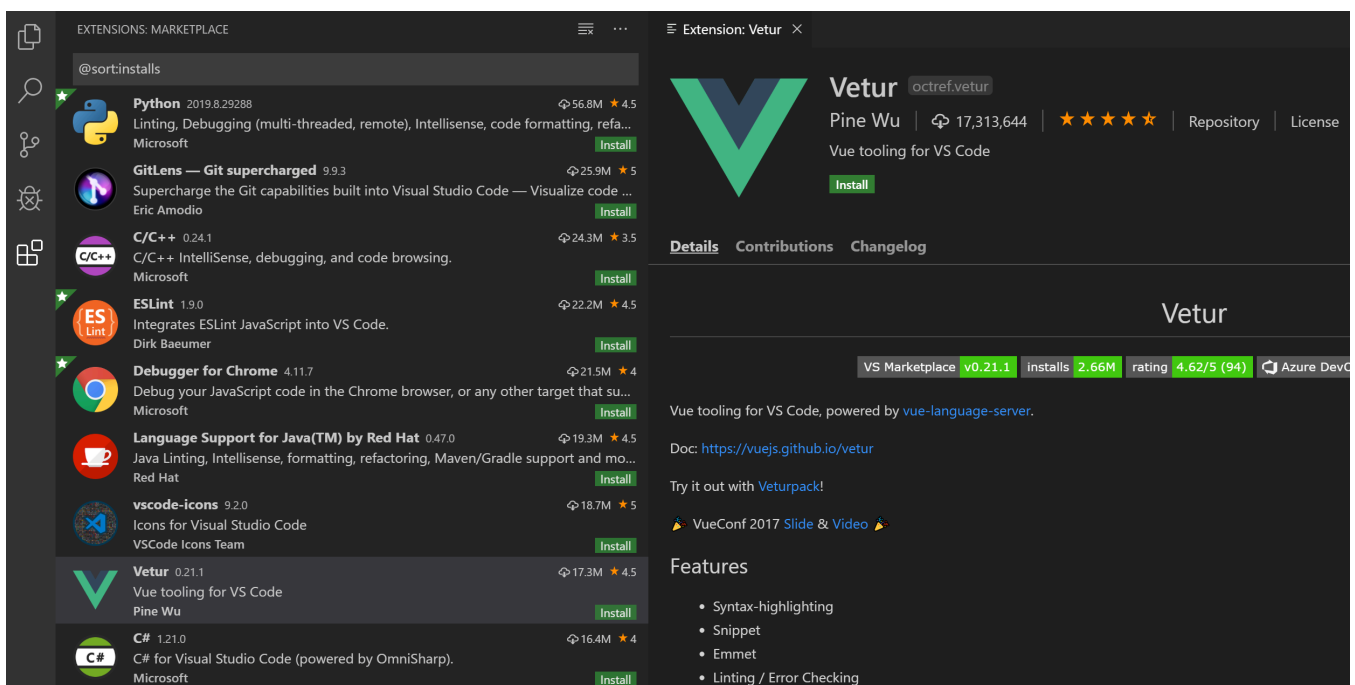 EXTENSIONS: MARKETPLACE
@sort:installs
Python 2019.8.29288 56.8M ★ 4.5
Linting, Debugging (multi-threaded, remote), Intellisense, code formatting, refa...
Microsoft Install
GitLens — Git supercharged 9.9.3 25.9M ★ 5
Supercharge the Git capabilities built into Visual Studio Code — Visualize code ...
Eric Amodio Install
C/C++
C/C++ 0.24.1 24.3M ★ 3.5
C/C++ IntelliSense, debugging, and code browsing.
Microsoft Install
ES
Lint
ESLint 1.9.0 22.2M ★ 4.5
Integrates ESLint JavaScript into VS Code.
Dirk Baeumer Install
Debugger for Chrome 4.11.7 21.5M ★ 4
Debug your JavaScript code in the Chrome browser, or any other target that su...
Microsoft Install
Language Support for Java(TM) by Red Hat 0.47.0 19.3M ★ 4.5
Java Linting, Intellisense, formatting, refactoring, Maven/Gradle support and mo...
Red Hat Install
vscode-icons 9.2.0 18.7M ★ 5
Icons for Visual Studio Code
VSCode Icons Team Install
Vetur 0.21.1 17.3M ★ 4.5
Vue tooling for VS Code
Pine Wu Install
C#
C# 1.21.0 16.4M ★ 4
C# for Visual Studio Code (powered by OmniSharp).
Microsoft Install
Extension: Vetur
Vetur octref.vetur
Pine Wu | 17,313,644 | ★★★★ | Repository | License
Vue tooling for VS Code
Install
Details Contributions Changelog
Vetur
VS Marketplace v0.21.1 installs 2.66M rating 4.62/5 (94) Azure DevO
Vue tooling for VS Code, powered by vue-language-server.
Doc: https://vuejs.github.io/vetur
Try it out with Veturpack!
🎉 VueConf 2017 Slide & Video 🎉
Features
• Syntax-highlighting
• Snippet
• Emmet
• Linting / Error Checking